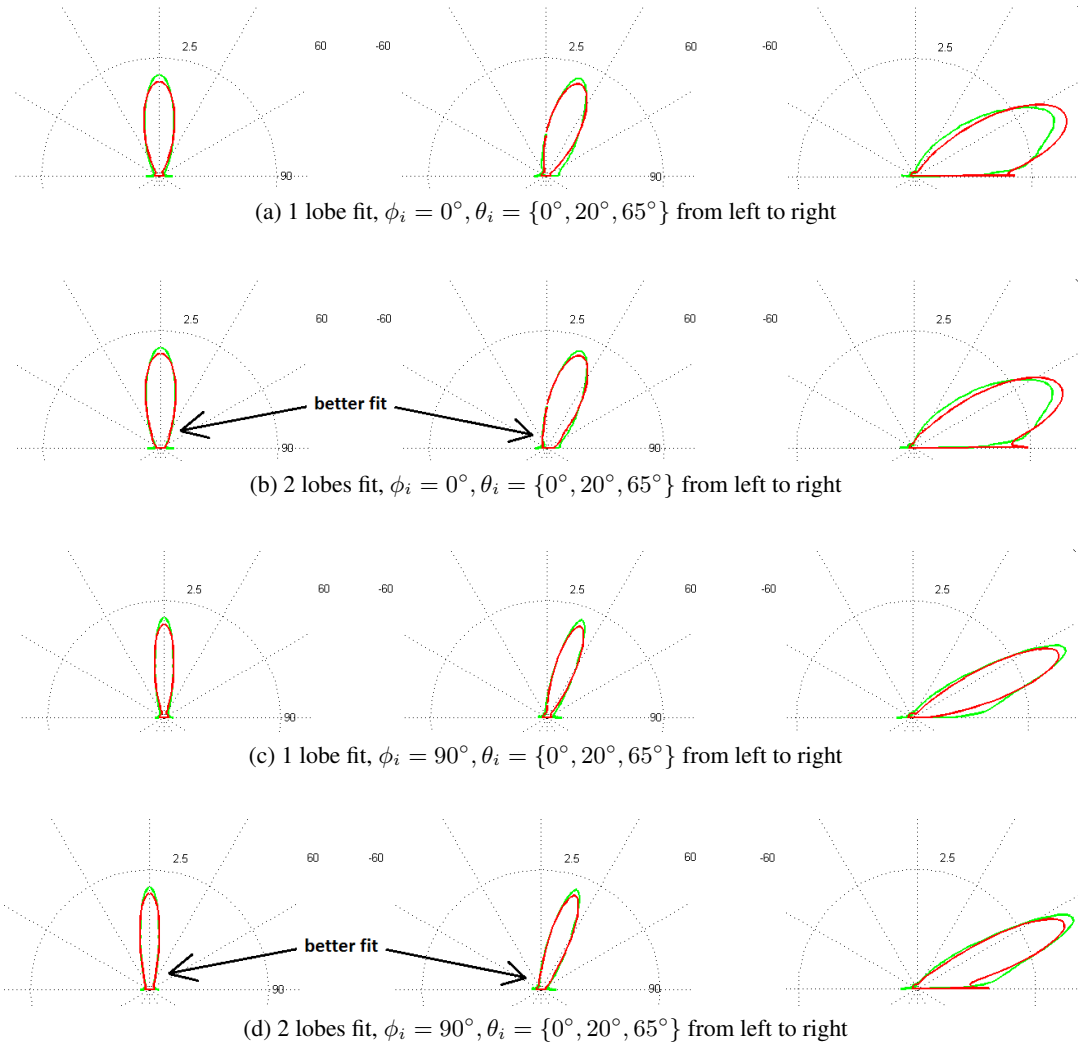 2.5 60 -60 2.5 60 -60 2.5
90 90
(a) 1 lobe fit, ϕᵢ = 0°, θᵢ = {0°, 20°, 65°} from left to right
2.5 60 -60 2.5 60 -60 2.5
better fit
90 90
(b) 2 lobes fit, ϕᵢ = 0°, θᵢ = {0°, 20°, 65°} from left to right
2.5 60 -60 2.5 60 -60 2.5
90 90
(c) 1 lobe fit, ϕᵢ = 90°, θᵢ = {0°, 20°, 65°} from left to right
2.5 60 -60 2.5 60 -60 2.5
better fit
90 90
(d) 2 lobes fit, ϕᵢ = 90°, θᵢ = {0°, 20°, 65°} from left to right